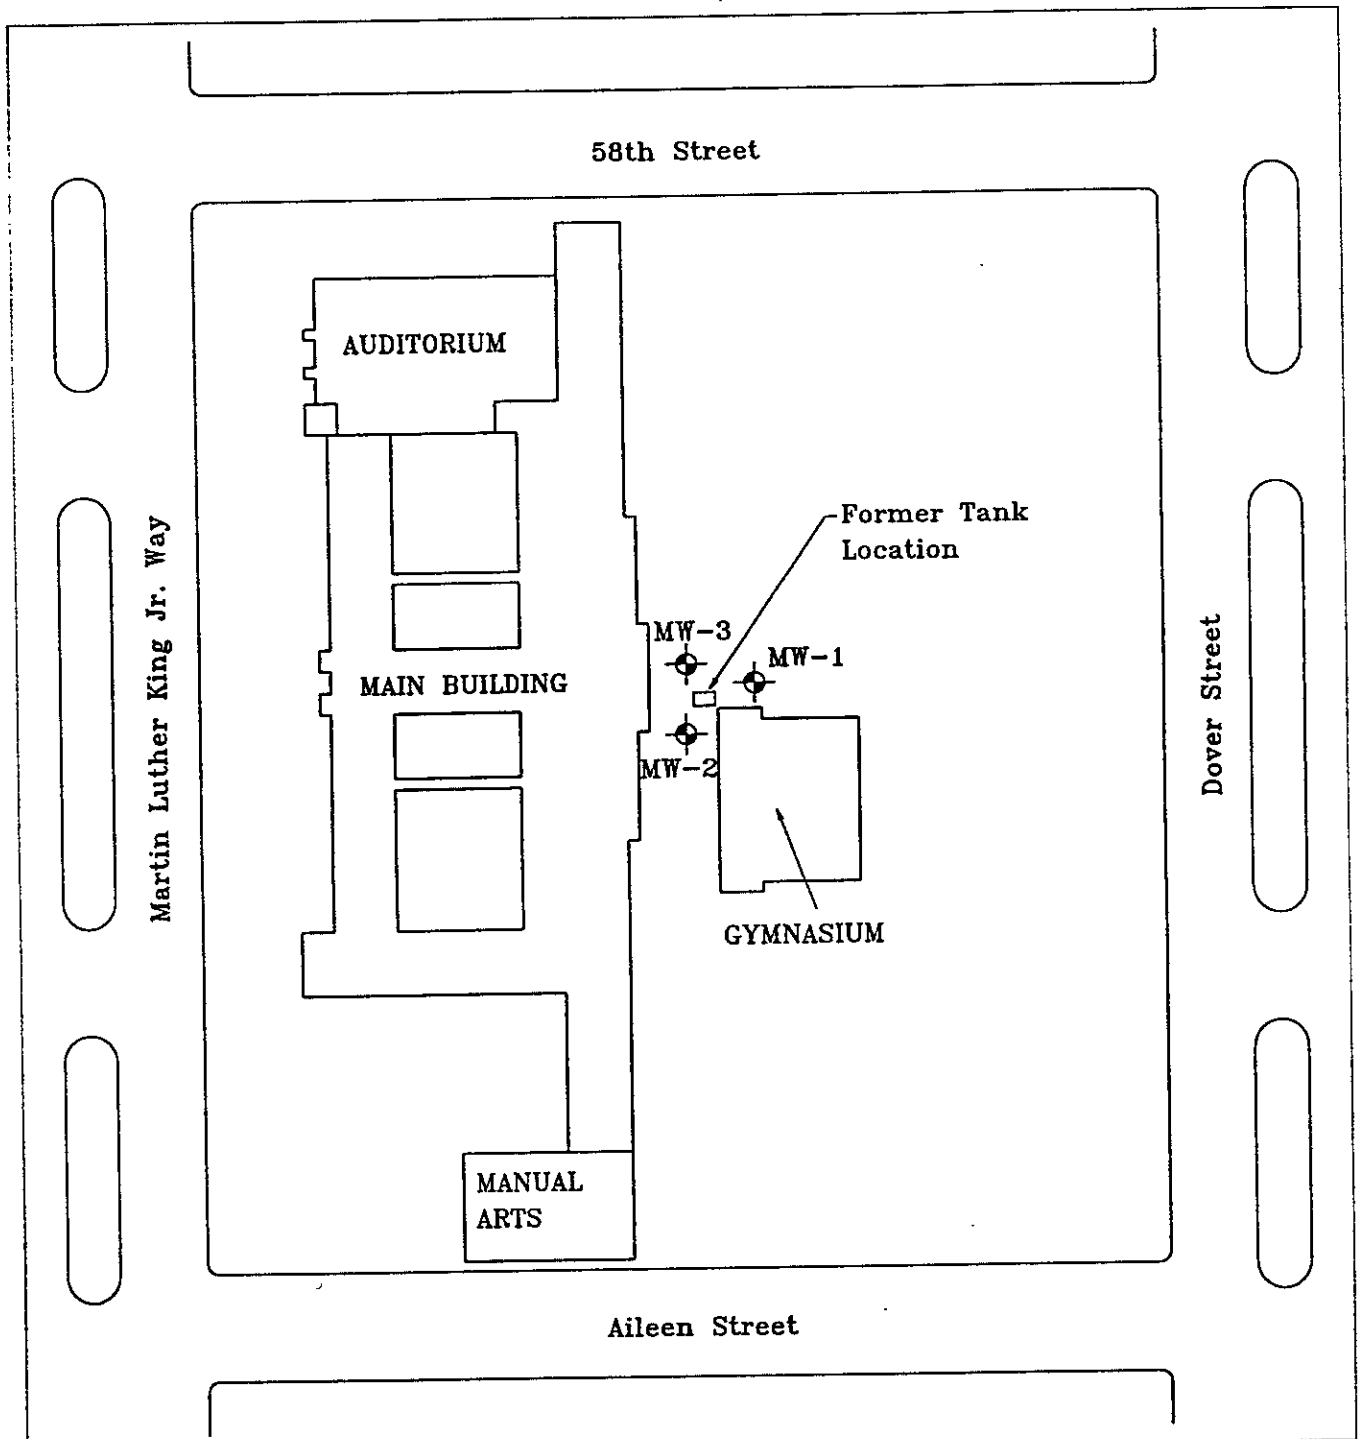 58th Street
AUDITORIUM
Former Tank
Location
Martin Luther King Jr. Way
MW-3
MW-1
MAIN BUILDING
Dover Street
MW-2
GYMNASIUM
MANUAL
ARTS
Aileen Street